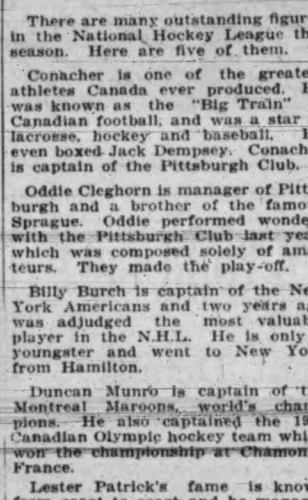 There are many outstanding figur
in the National Hockey League th
season. Here are five of them.
Conacher is one of the greate
athletes Canada ever produced. H
was known as the "Big Train"
Canadian football, and was a star
lacrosse, hockey and baseball.
even boxed Jack Dempsey. Conach
is captain of the Pittsburgh Club.
Oddie Cleghorn is manager of Pitt
burgh and a brother of the famo
Sprague. Oddie performed wonde
with the Pittsburgh Club last yea
which was composed solely of am
teurs. They made the play-off.
Billy Burch is captain of the Ne
York Americans and two years a
was adjudged the most valuab
player in the N.H.L. He is only
youngster and went to New Yo
from Hamilton.
Duncan Munro is captain of t
Montreal Maroons, world's cham
pions. He also captained the 19
Canadian Olympic hockey team whi
won the championship at Chamon
France.
Lester Patrick's fame is know